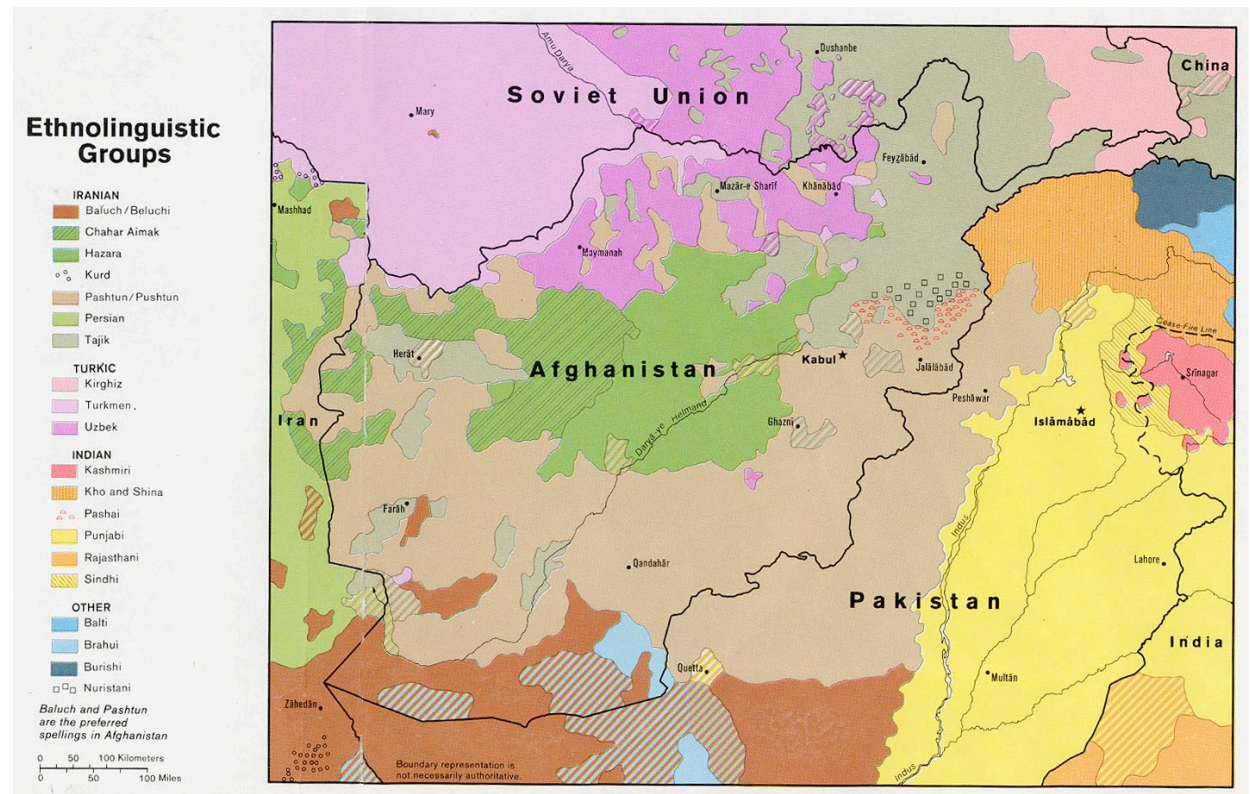 Ethnolinguistic
Groups
IRANIAN
Baluch/Beluchi
Chahar Aimak
Hazara
Kurd
Pashtun/Pushtun
Persian
Tajik
TURKIC
Kirghiz
Turkmen.
Uzbek
INDIAN
Kashmiri
Kho and Shina
Pashai
Punjabi
Rajasthani
Sindhi
OTHER
Balti
Brahui
Burishi
Nuristani
Baluch and Pashtun
are the preferred
spellings in Afghanistan
0 50 100 Kilometers
0 50 100 Miles
Dushanbe
Amu Darya
China
Soviet Union
Mary
Feyẕābād
Mazār-e Sharīf
Khānābād
Mashhad
Maymanah
Cease-Fire Line
Herāt
Afghanistan
Kabul
Jalālābād
Srīnagar
Peshāwar
Iran
Daryā-ye Helmand
Ghaznī
Islāmābād
Farāh
Indus
Qandahār
Lahore
Pakistan
India
Quetta
Multān
Zāhedān
Boundary representation is
not necessarily authoritative.
Indus